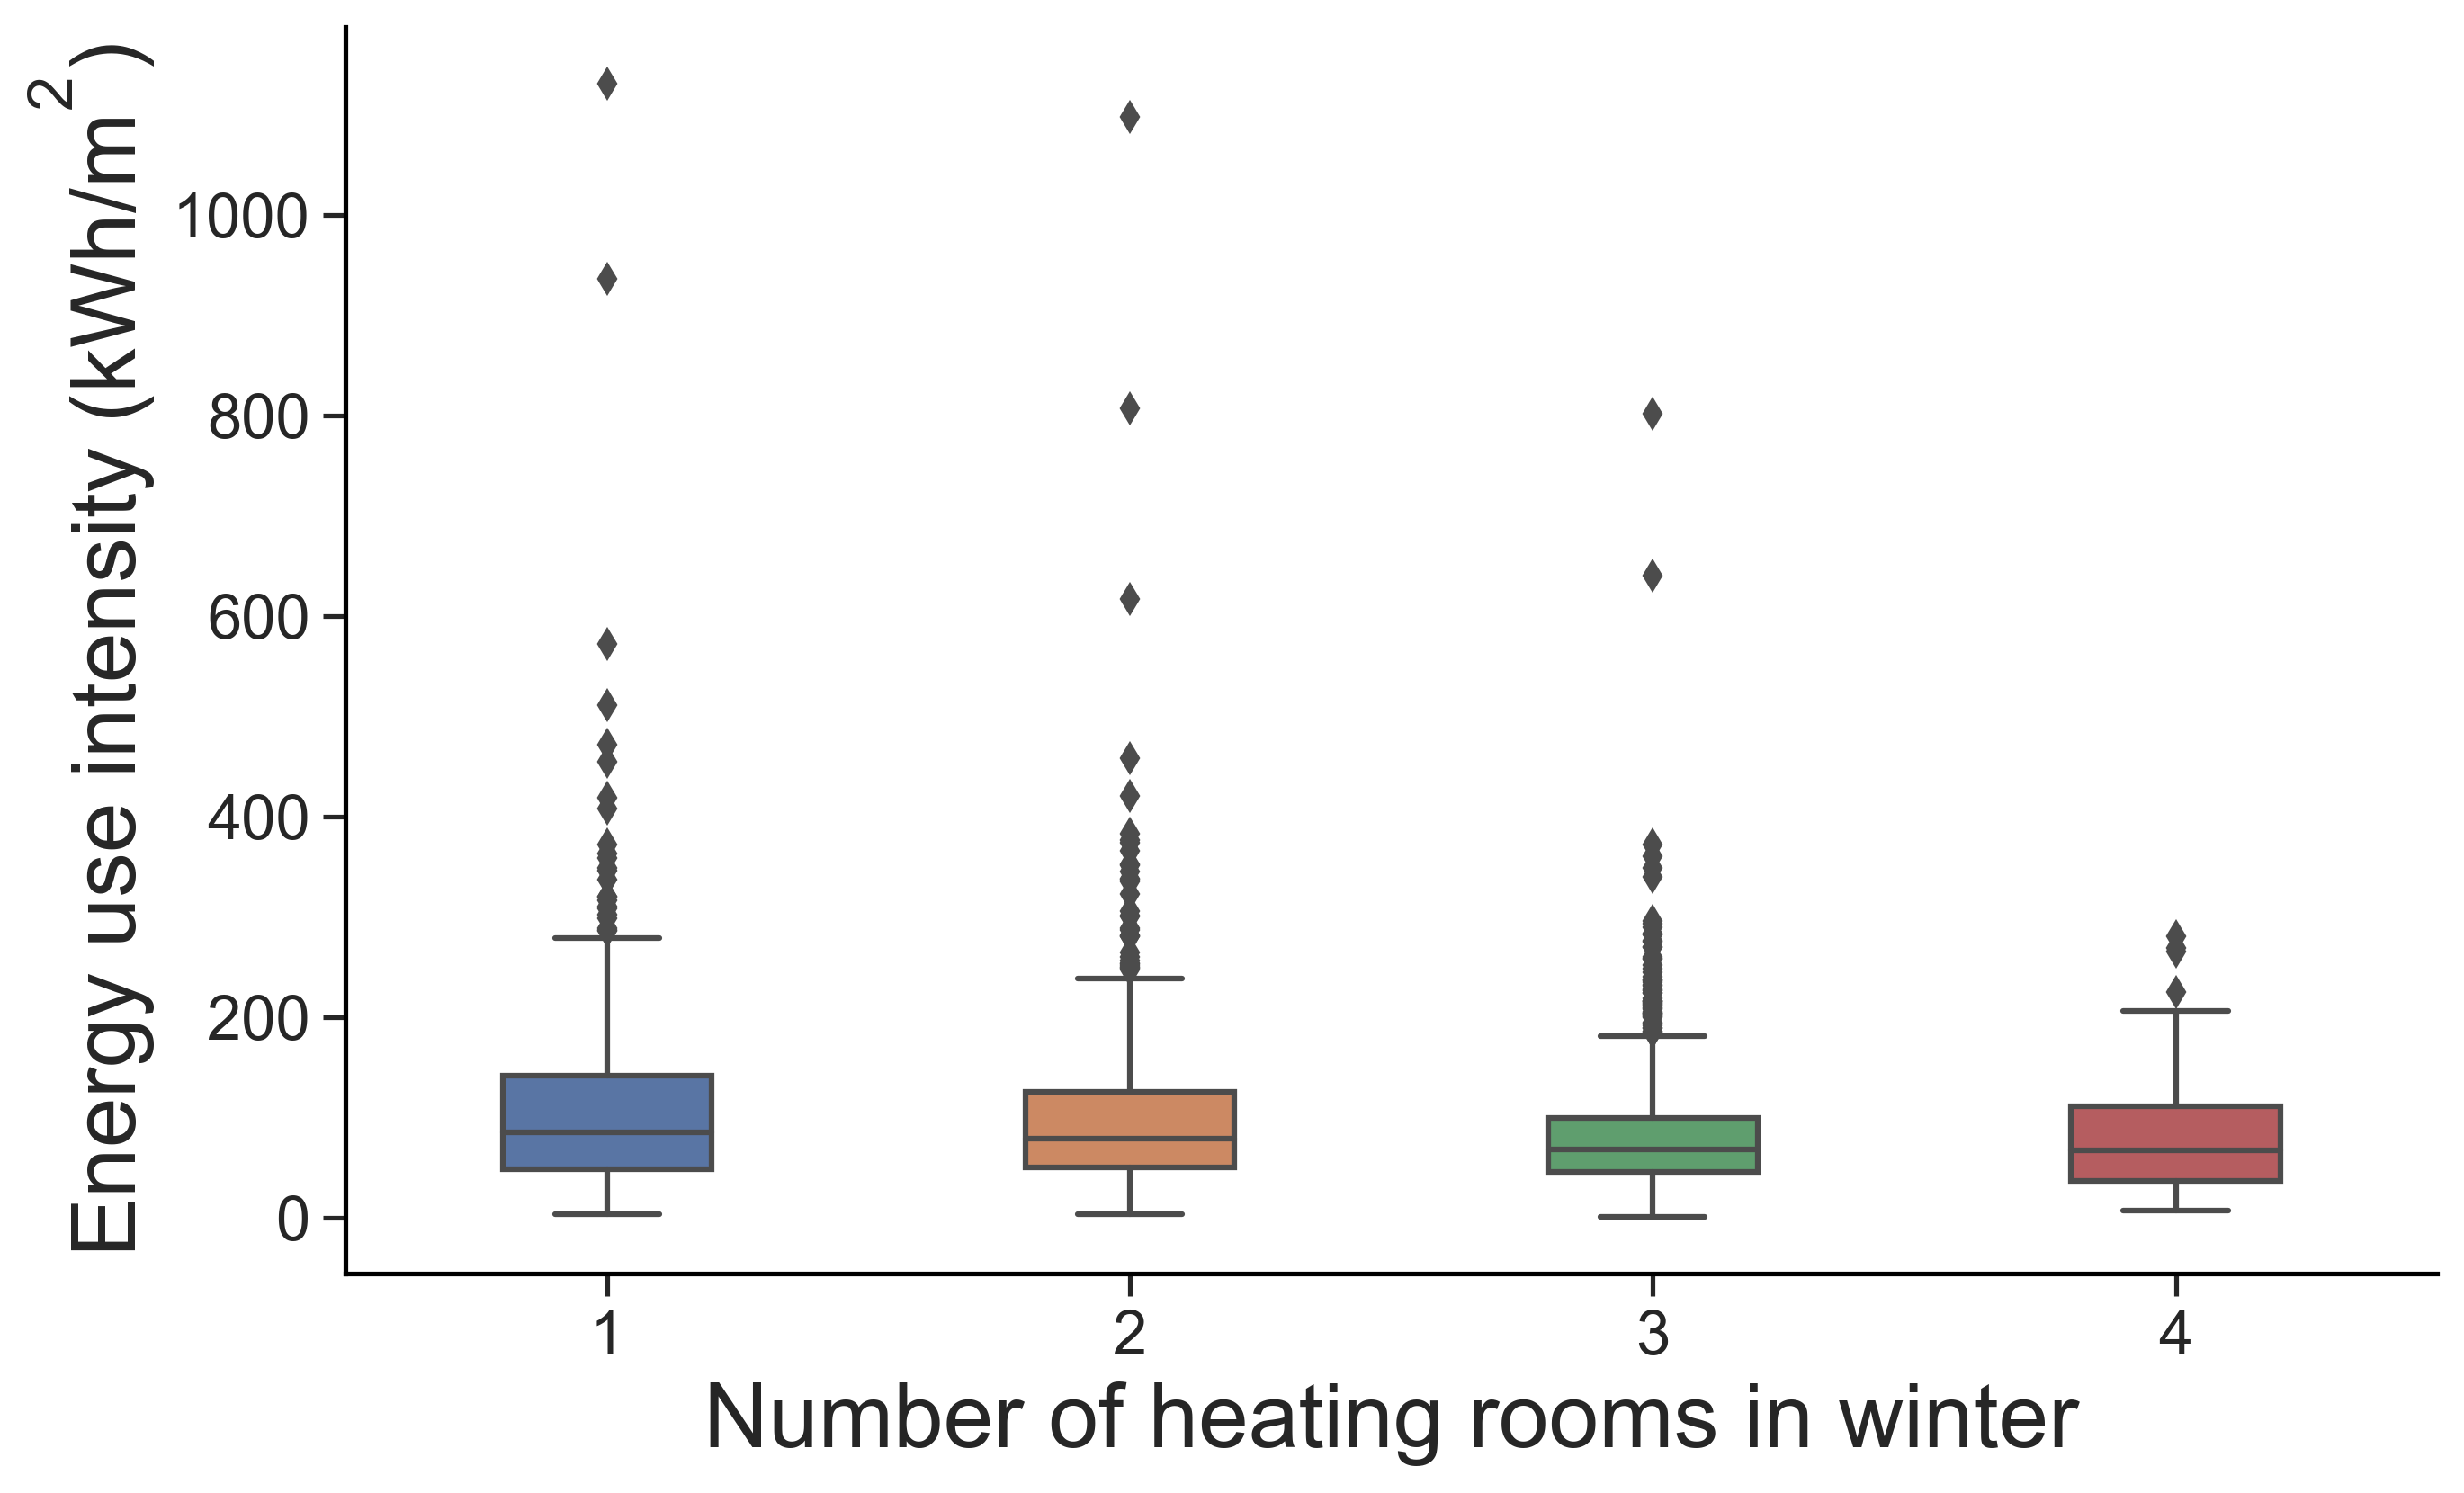 Energy use intensity (kWh/m²)
1000
800
600
400
200
0
1 2 3 4
Number of heating rooms in winter